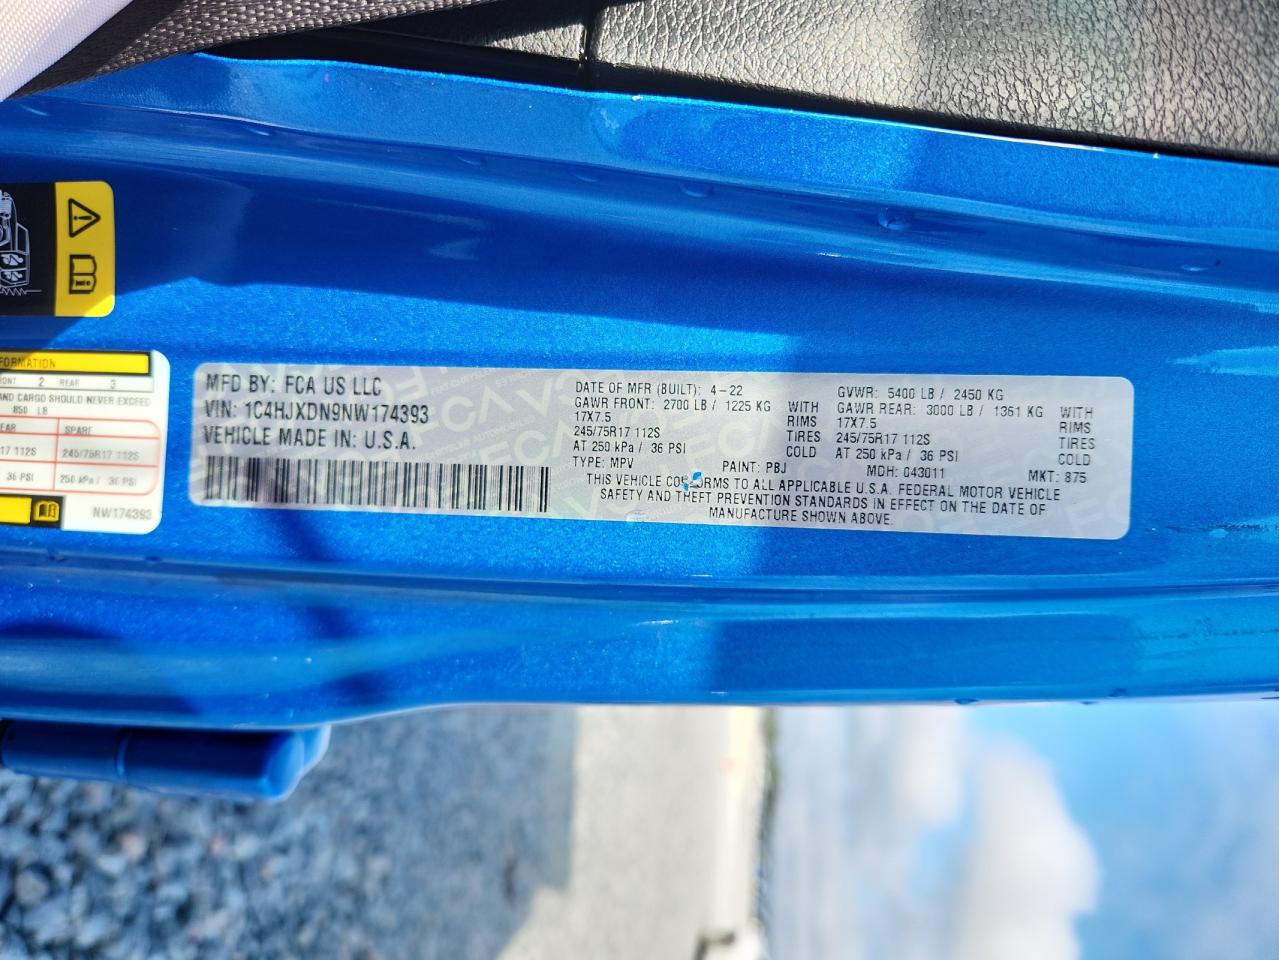 FORMATION
FRONT 2 REAR 3
AND CARGO SHOULD NEVER EXCEED
850 LB
EAR SPARE
17 112S 245/75R17 112S
36 PSI 250 kPa / 36 PSI
NW174393
MFD BY: FCA US LLC
VIN: 1C4HJXDN9NW174393
VEHICLE MADE IN: U.S.A.
DATE OF MFR (BUILT): 4-22 GVWR: 5400 LB / 2450 KG
GAWR FRONT: 2700 LB / 1225 KG WITH GAWR REAR: 3000 LB / 1361 KG WITH
17X7.5 RIMS 17X7.5 RIMS
245/75R17 112S TIRES 245/75R17 112S TIRES
AT 250 kPa / 36 PSI COLD AT 250 kPa / 36 PSI COLD
TYPE: MPV PAINT: PBJ MDH: 043011 MKT: 875
THIS VEHICLE CONFORMS TO ALL APPLICABLE U.S.A. FEDERAL MOTOR VEHICLE
SAFETY AND THEFT PREVENTION STANDARDS IN EFFECT ON THE DATE OF
MANUFACTURE SHOWN ABOVE.